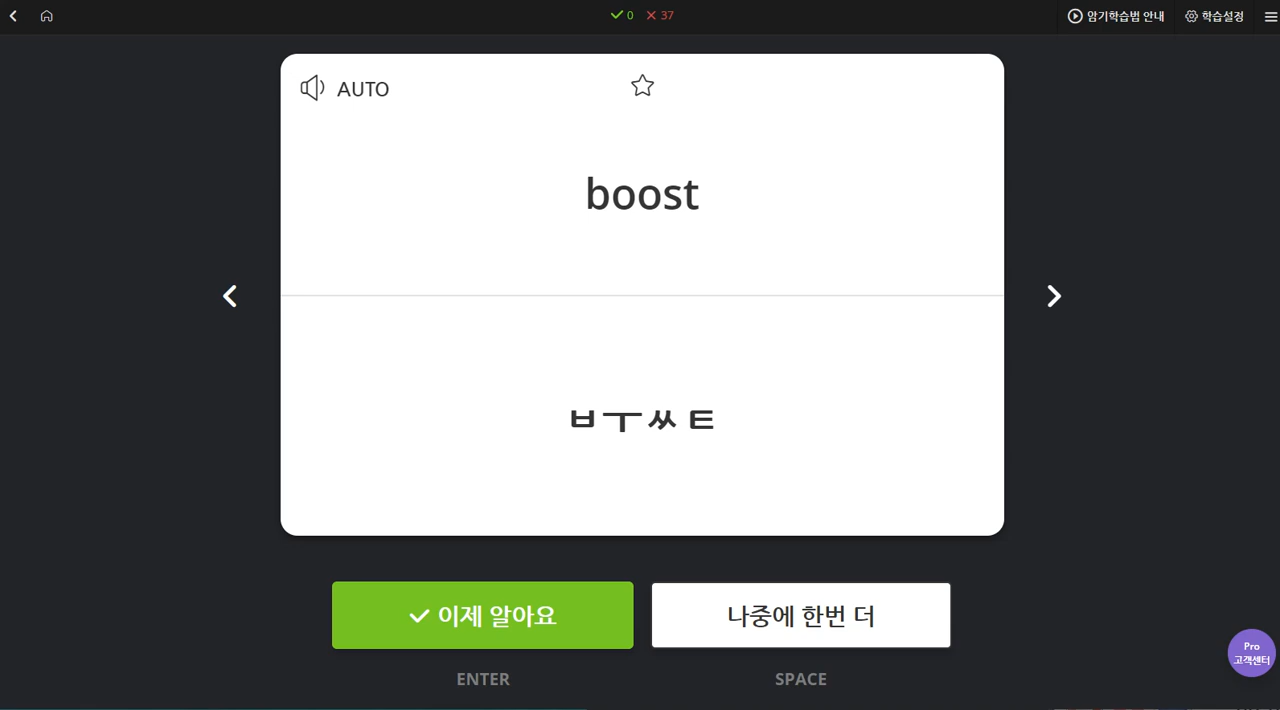 0 37 암기학습법 안내 학습설정
AUTO
boost
ㅂㅜㅆㅌ
이제 알아요 나중에 한번 더
ENTER SPACE
Pro
고객센터